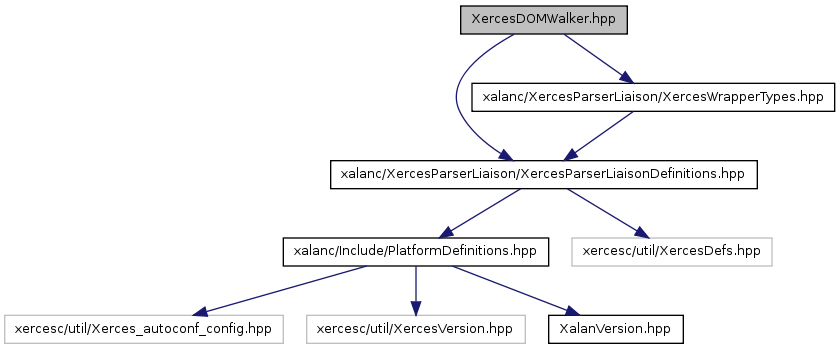 XercesDOMWalker.hpp
xalanc/XercesParserLiaison/XercesWrapperTypes.hpp
xalanc/XercesParserLiaison/XercesParserLiaisonDefinitions.hpp
xalanc/Include/PlatformDefinitions.hpp
xercesc/util/XercesDefs.hpp
xercesc/util/Xerces_autoconf_config.hpp
xercesc/util/XercesVersion.hpp
XalanVersion.hpp